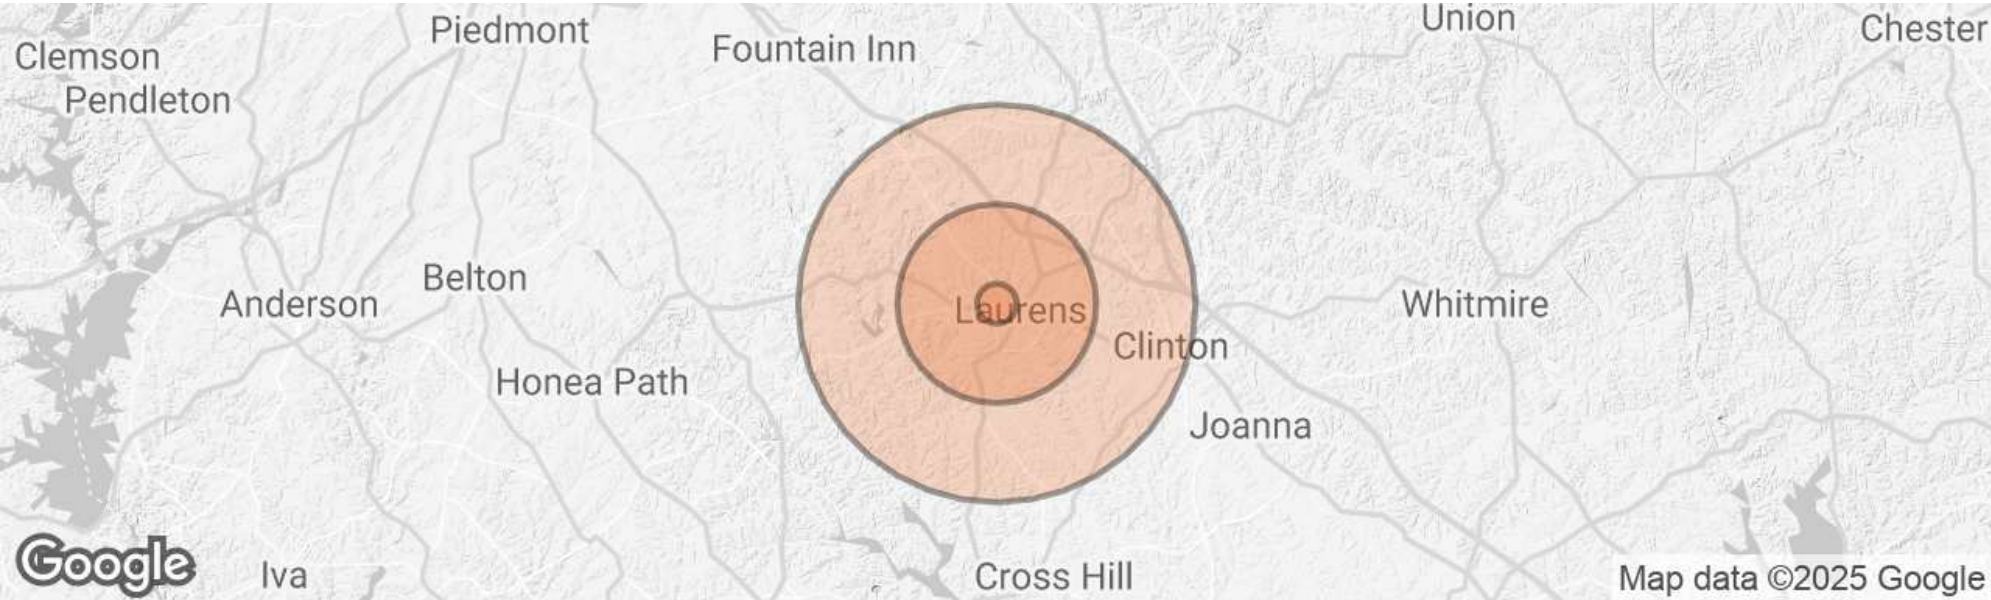 Union
Chester
Piedmont
Fountain Inn
Clemson
Pendleton
Belton
Anderson
Laurens
Whitmire
Clinton
Honea Path
Joanna
Google
Iva
Cross Hill
Map data ©2025 Google